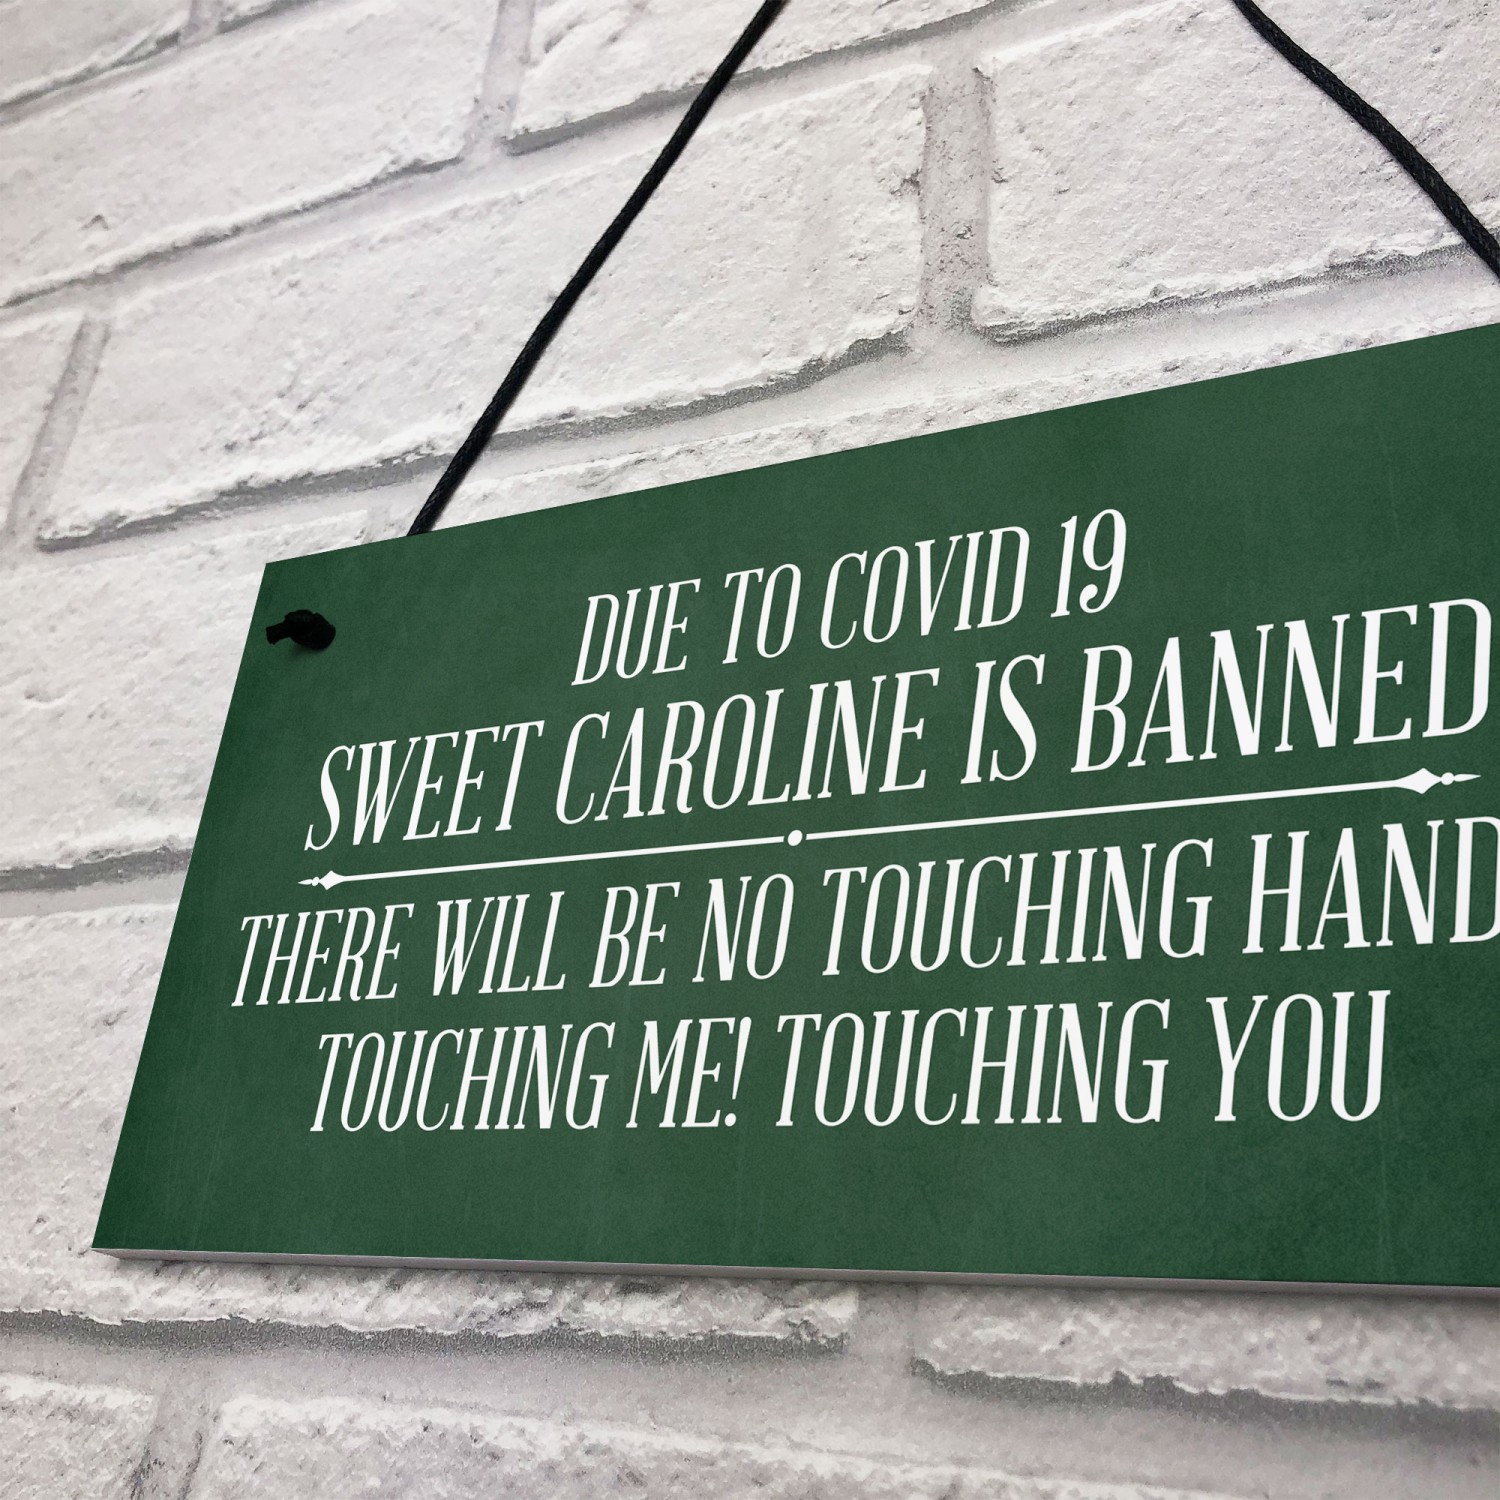 DUE TO COVID 19
SWEET CAROLINE IS BANNED
THERE WILL BE NO TOUCHING HAND
TOUCHING ME! TOUCHING YOU